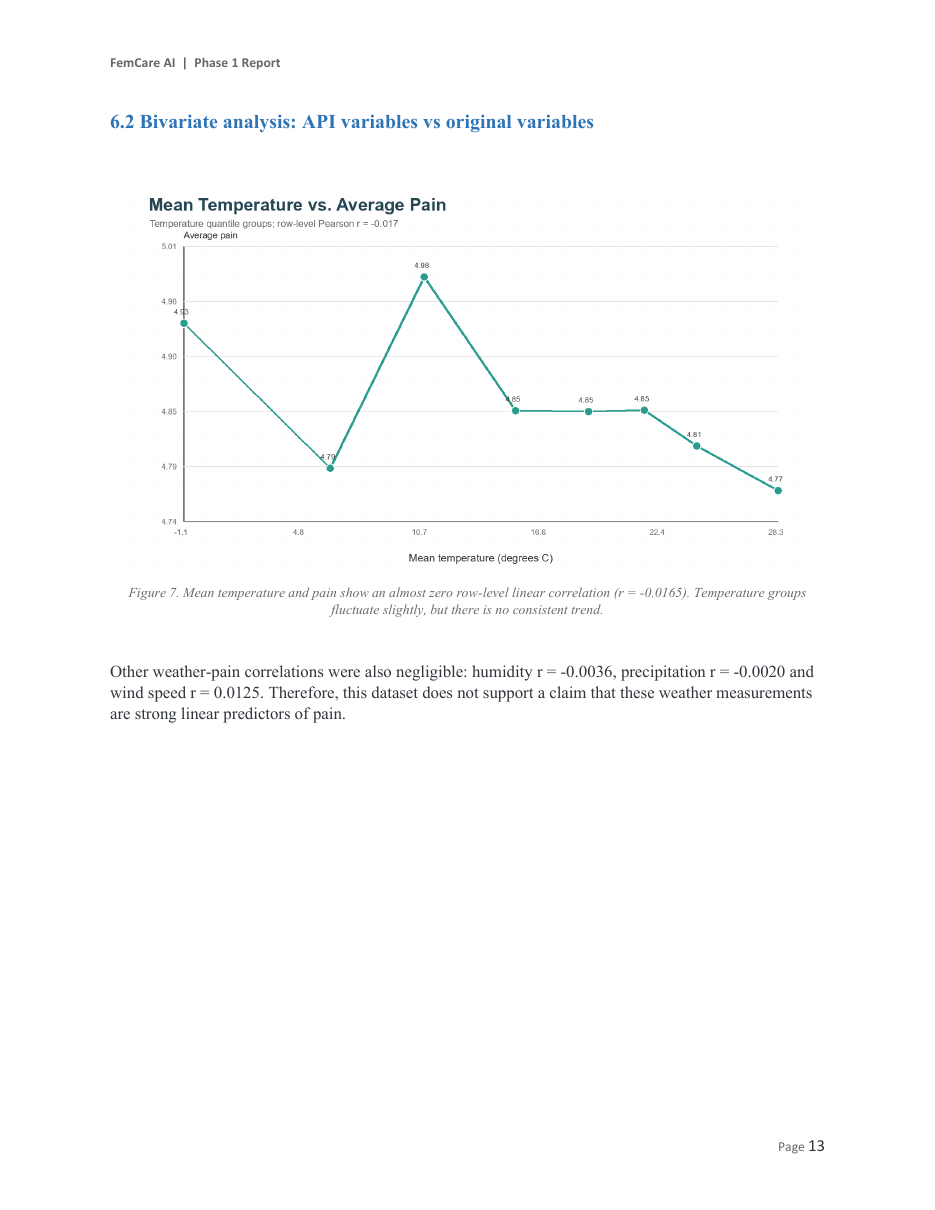 FemCare AI | Phase 1 Report
6.2 Bivariate analysis: API variables vs original variables
Mean Temperature vs. Average Pain
Temperature quantile groups; row-level Pearson r = -0.017
Average pain
5.01
4.98
4.96
4.93
4.90
4.85
4.85
4.85
4.85
4.81
4.79
4.79
4.77
4.74
-1.1 4.8 10.7 16.6 22.4 28.3
Mean temperature (degrees C)
Figure 7. Mean temperature and pain show an almost zero row-level linear correlation (r = -0.0165). Temperature groups
fluctuate slightly, but there is no consistent trend.
Other weather-pain correlations were also negligible: humidity r = -0.0036, precipitation r = -0.0020 and
wind speed r = 0.0125. Therefore, this dataset does not support a claim that these weather measurements
are strong linear predictors of pain.
Page 13